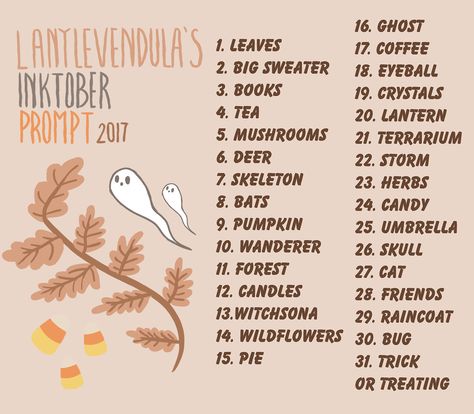 LANTLEVENDULA'S
INKTOBER
PROMPT 2017
1. LEAVES
2. BIG SWEATER
3. BOOKS
4. TEA
5. MUSHROOMS
6. DEER
7. SKELETON
8. BATS
9. PUMPKIN
10. WANDERER
11. FOREST
12. CANDLES
13.WITCHSONA
14. WILDFLOWERS
15. PIE
16. GHOST
17. COFFEE
18. EYEBALL
19. CRYSTALS
20. LANTERN
21. TERRARIUM
22. STORM
23. HERBS
24. CANDY
25. UMBRELLA
26. SKULL
27. CAT
28. FRIENDS
29. RAINCOAT
30. BUG
31. TRICK
OR TREATING